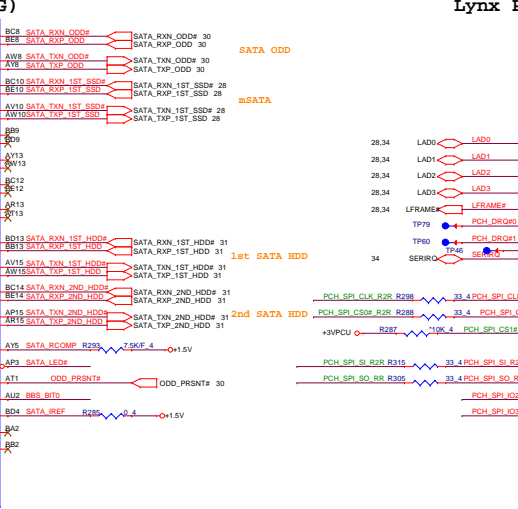 G)
Lynx
BC8 SATA_RXN_ODD# SATA_RXN_ODD# 30
BE8 SATA_RXP_ODD SATA_RXP_ODD 30
SATA ODD
AW8 SATA_TXN_ODD# SATA_TXN_ODD# 30
AY8 SATA_TXP_ODD SATA_TXP_ODD 30
BC10 SATA_RXN_1ST_SSD# SATA_RXN_1ST_SSD# 28
BE10 SATA_RXP_1ST_SSD SATA_RXP_1ST_SSD 28
mSATA
AV10 SATA_TXN_1ST_SSD# SATA_TXN_1ST_SSD# 28
AW10 SATA_TXP_1ST_SSD SATA_TXP_1ST_SSD 28
BB9
BD9
AY13
AW13
BC12
BE12
AR13
AT13
BD13 SATA_RXN_1ST_HDD# SATA_RXN_1ST_HDD# 31
BB13 SATA_RXP_1ST_HDD SATA_RXP_1ST_HDD 31
1st SATA HDD
AV15 SATA_TXN_1ST_HDD# SATA_TXN_1ST_HDD# 31
AW15 SATA_TXP_1ST_HDD SATA_TXP_1ST_HDD 31
BC14 SATA_RXN_2ND_HDD# SATA_RXN_2ND_HDD# 31
BE14 SATA_RXP_2ND_HDD SATA_RXP_2ND_HDD 31
2nd SATA HDD
AP15 SATA_TXN_2ND_HDD# SATA_TXN_2ND_HDD# 31
AR15 SATA_TXP_2ND_HDD SATA_TXP_2ND_HDD 31
AY5 SATA_RCOMP R293 7.5K/F_4 +1.5V
AP3 SATA_LED#
AT1 ODD_PRSNT# ODD_PRSNT# 30
AU2 BBS_BIT0
BD4 SATA_IREF R285 0_4 +1.5V
BA2
BB2
28,34 LAD0 LAD0
28,34 LAD1 LAD1
28,34 LAD2 LAD2
28,34 LAD3 LAD3
28,34 LFRAME# LFRAME#
TP79 PCH_DRQ#0
TP60 PCH_DRQ#1
TP46
34 SERIRQ SERIRQ
PCH_SPI_CLK_R2R R298 33_4 PCH_SPI_CL
PCH_SPI_CS0#_R2R R288 33_4 PCH_SPI_
+3VPCU R287 *10K_4 PCH_SPI_CS1#
PCH_SPI_SI_R2R R315 33_4 PCH_SPI_SI_R2
PCH_SPI_SO_RR R305 33_4 PCH_SPI_SO_R
PCH_SPI_IO2
PCH_SPI_IO3